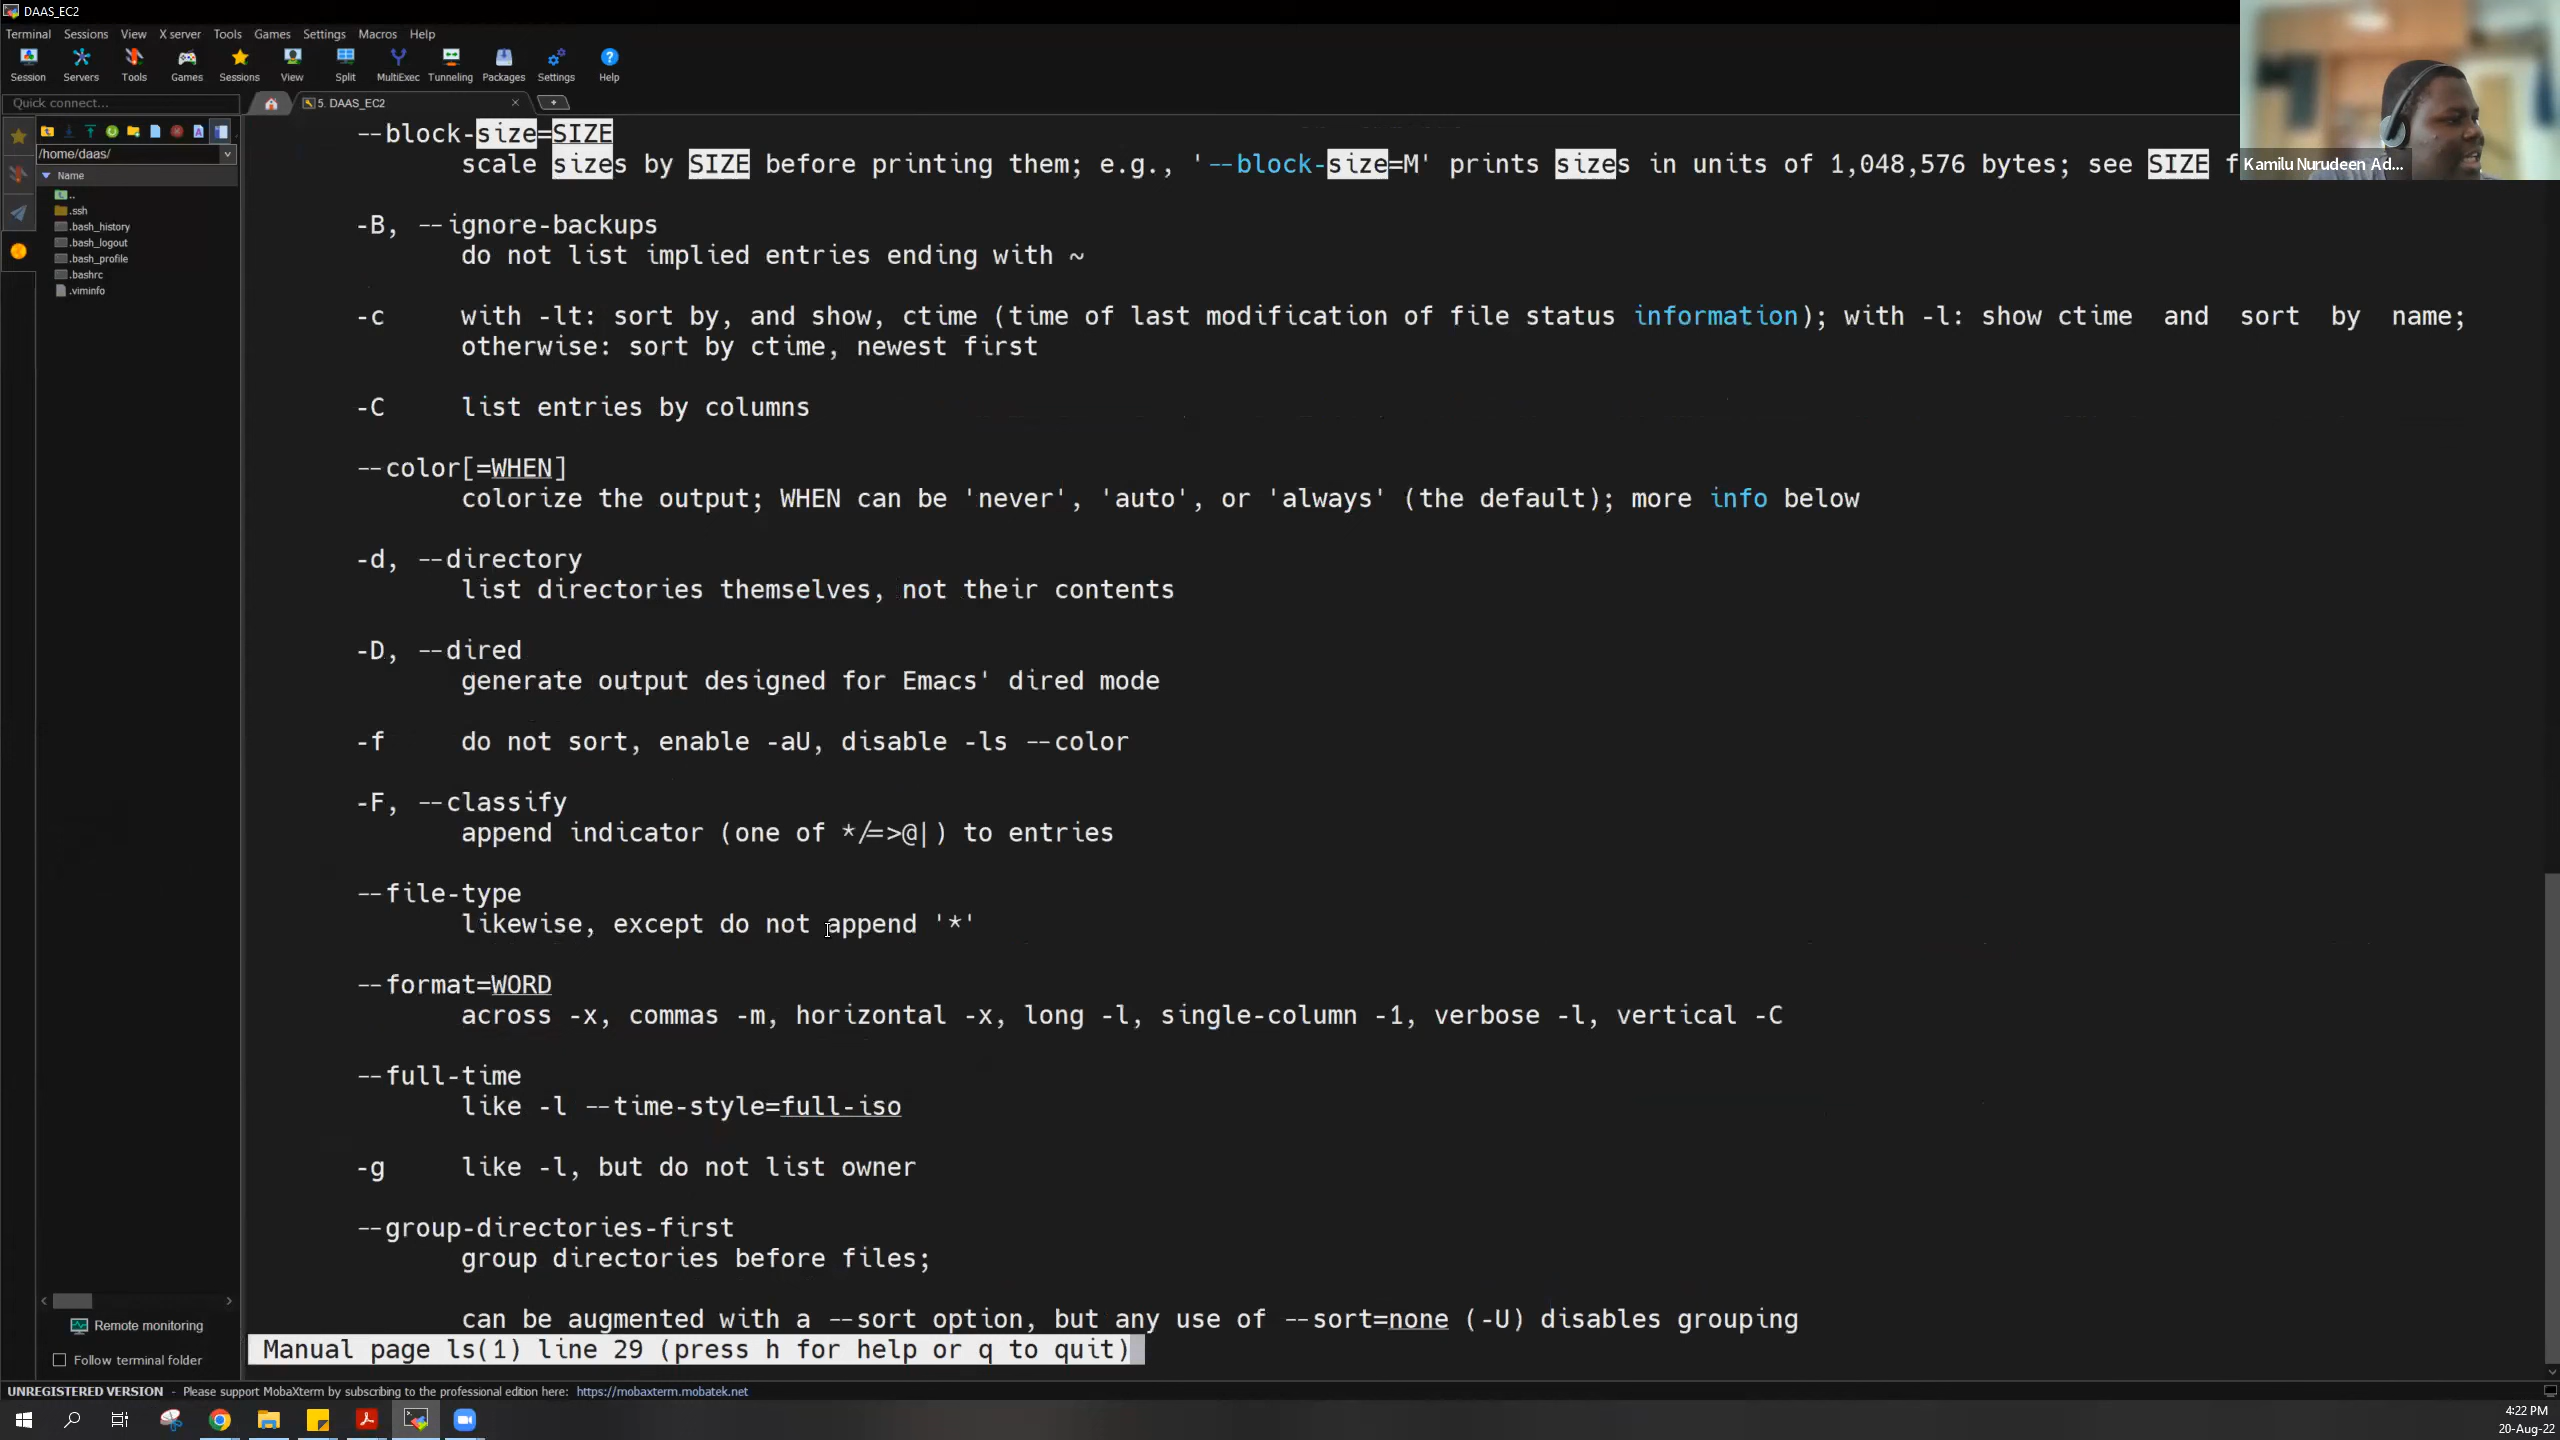 DAAS_EC2
Terminal Sessions View X server Tools Games Settings Macros Help
Session Servers Tools Games Sessions View Split MultiExec Tunneling Packages Settings Help
Quick connect...
5. DAAS_EC2
/home/daas/
Name
..
.ssh
.bash_history
.bash_logout
.bash_profile
.bashrc
.viminfo
Kamilu Nurudeen Ad...
--block-size=SIZE
scale sizes by SIZE before printing them; e.g., '--block-size=M' prints sizes in units of 1,048,576 bytes; see SIZE f
-B, --ignore-backups
do not list implied entries ending with ~
-c with -lt: sort by, and show, ctime (time of last modification of file status information); with -l: show ctime and sort by name;
otherwise: sort by ctime, newest first
-C list entries by columns
--color[=WHEN]
colorize the output; WHEN can be 'never', 'auto', or 'always' (the default); more info below
-d, --directory
list directories themselves, not their contents
-D, --dired
generate output designed for Emacs' dired mode
-f do not sort, enable -aU, disable -ls --color
-F, --classify
append indicator (one of */=>@|) to entries
--file-type
likewise, except do not append '*'
--format=WORD
across -x, commas -m, horizontal -x, long -l, single-column -1, verbose -l, vertical -C
--full-time
like -l --time-style=full-iso
-g like -l, but do not list owner
--group-directories-first
group directories before files;
can be augmented with a --sort option, but any use of --sort=none (-U) disables grouping
Manual page ls(1) line 29 (press h for help or q to quit)
Remote monitoring
Follow terminal folder
UNREGISTERED VERSION - Please support MobaXterm by subscribing to the professional edition here: https://mobaxterm.mobatek.net
4:22 PM
20-Aug-22